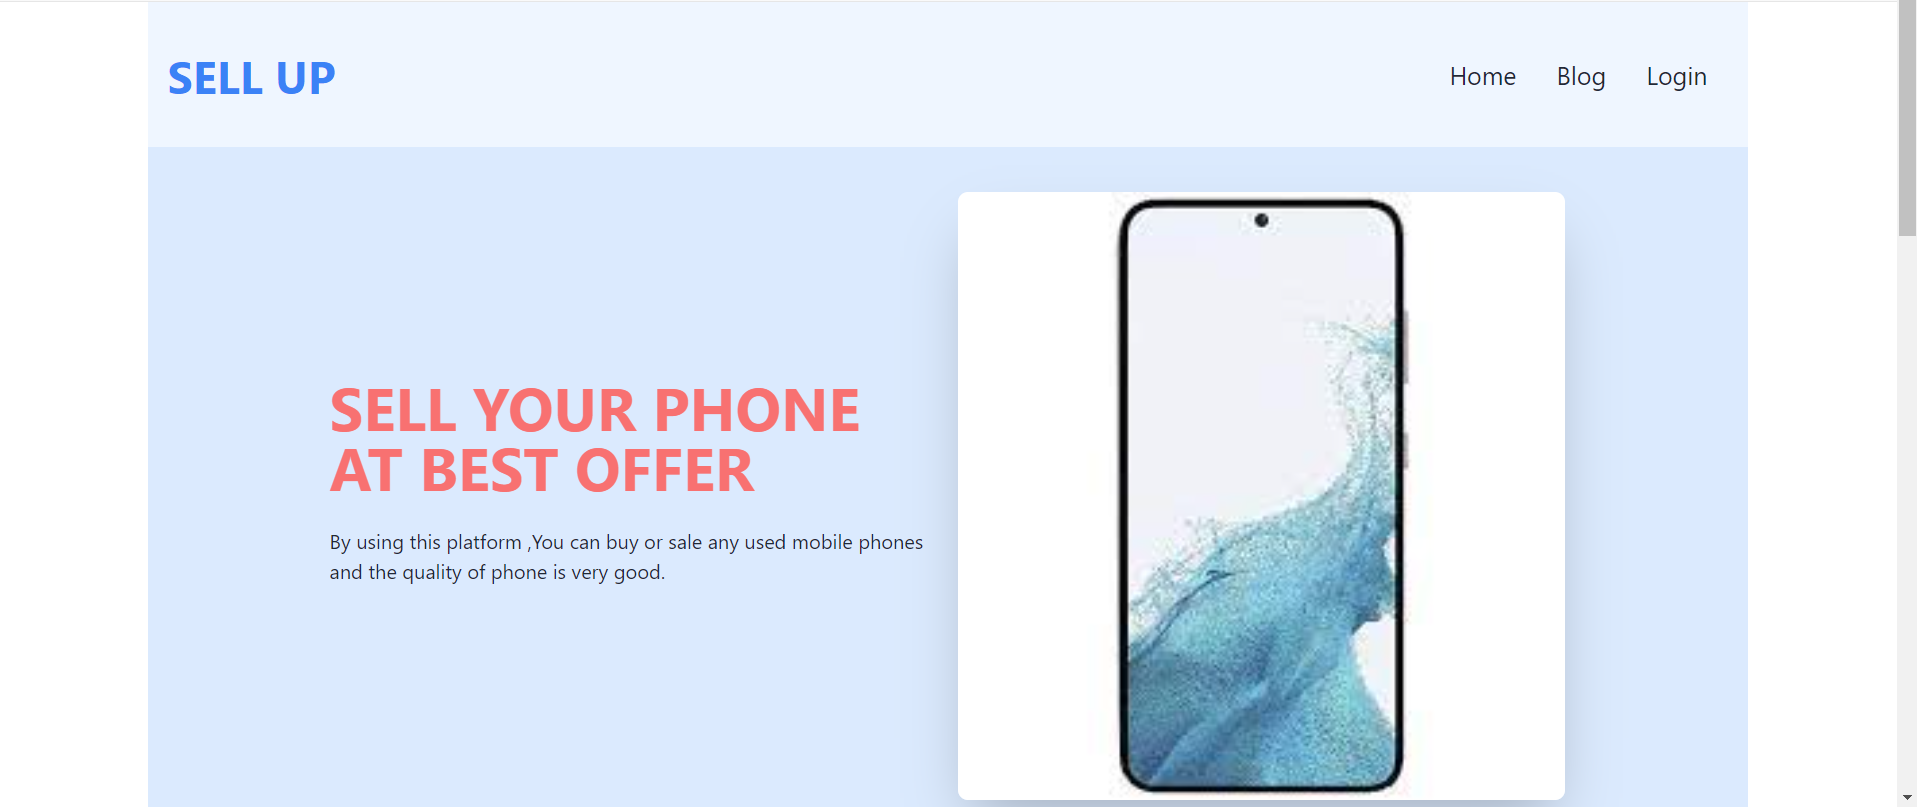 SELL UP
Home
Blog
Login
SELL YOUR PHONE
AT BEST OFFER
By using this platform ,You can buy or sale any used mobile phones
and the quality of phone is very good.